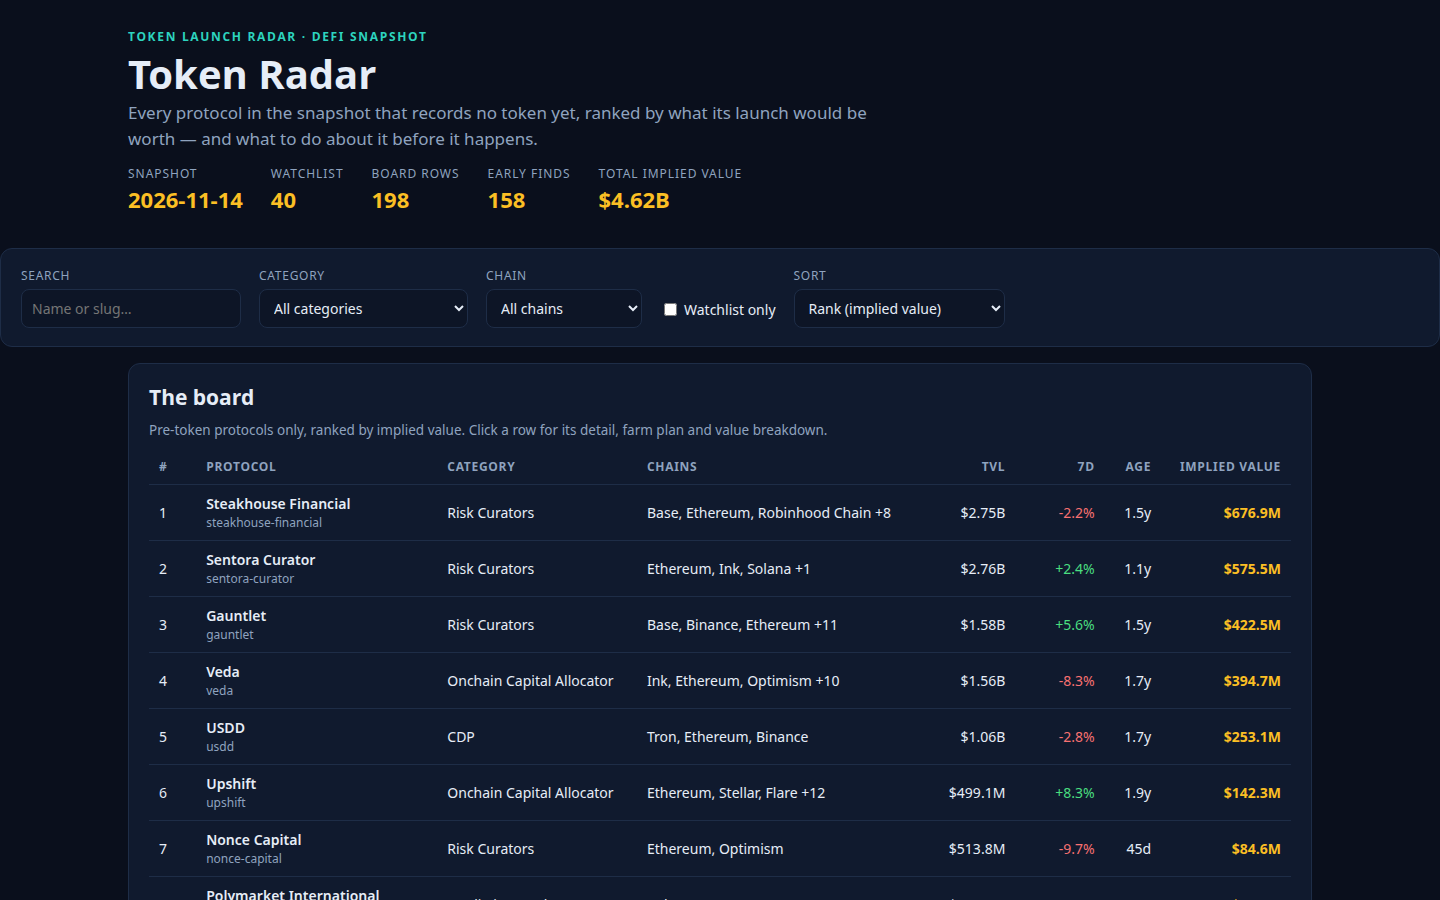 TOKEN LAUNCH RADAR · DEFI SNAPSHOT
Token Radar
Every protocol in the snapshot that records no token yet, ranked by what its launch would be
worth — and what to do about it before it happens.
SNAPSHOT WATCHLIST BOARD ROWS EARLY FINDS TOTAL IMPLIED VALUE
2026-11-14 40 198 158 $4.62B
SEARCH CATEGORY CHAIN SORT
Name or slug... All categories All chains Watchlist only Rank (implied value)
The board
Pre-token protocols only, ranked by implied value. Click a row for its detail, farm plan and value breakdown.
# PROTOCOL CATEGORY CHAINS TVL 7D AGE IMPLIED VALUE
1 Steakhouse Financial Risk Curators Base, Ethereum, Robinhood Chain +8 $2.75B -2.2% 1.5y $676.9M
steakhouse-financial
2 Sentora Curator Risk Curators Ethereum, Ink, Solana +1 $2.76B +2.4% 1.1y $575.5M
sentora-curator
3 Gauntlet Risk Curators Base, Binance, Ethereum +11 $1.58B +5.6% 1.5y $422.5M
gauntlet
4 Veda Onchain Capital Allocator Ink, Ethereum, Optimism +10 $1.56B -8.3% 1.7y $394.7M
veda
5 USDD CDP Tron, Ethereum, Binance $1.06B -2.8% 1.7y $253.1M
usdd
6 Upshift Onchain Capital Allocator Ethereum, Stellar, Flare +12 $499.1M +8.3% 1.9y $142.3M
upshift
7 Nonce Capital Risk Curators Ethereum, Optimism $513.8M -9.7% 45d $84.6M
nonce-capital
Polymarket International